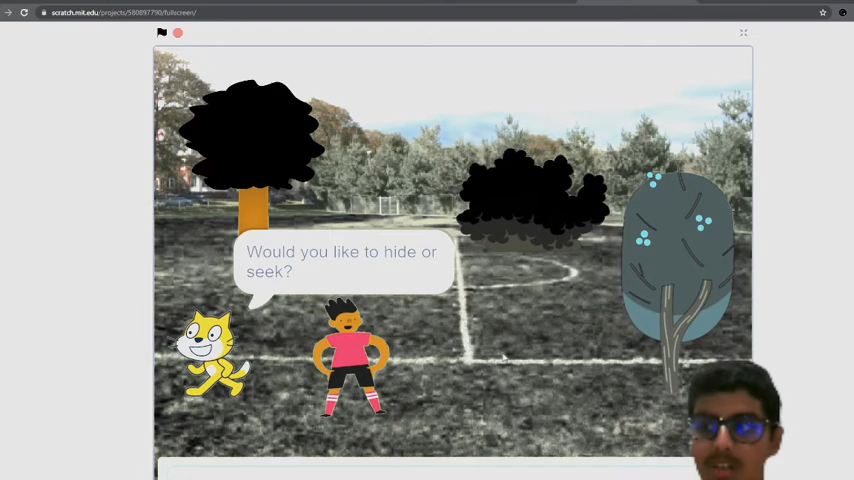 scratch.mit.edu/projects/580897790/fullscreen/
Would you like to hide or
seek?